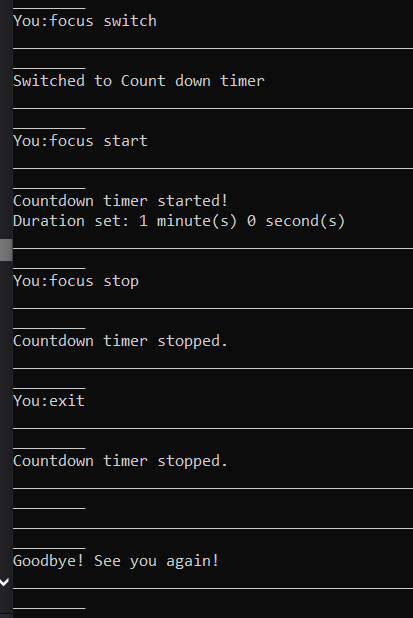 You:focus switch
Switched to Count down timer
You:focus start
Countdown timer started!
Duration set: 1 minute(s) 0 second(s)
You:focus stop
Countdown timer stopped.
You:exit
Countdown timer stopped.
Goodbye! See you again!